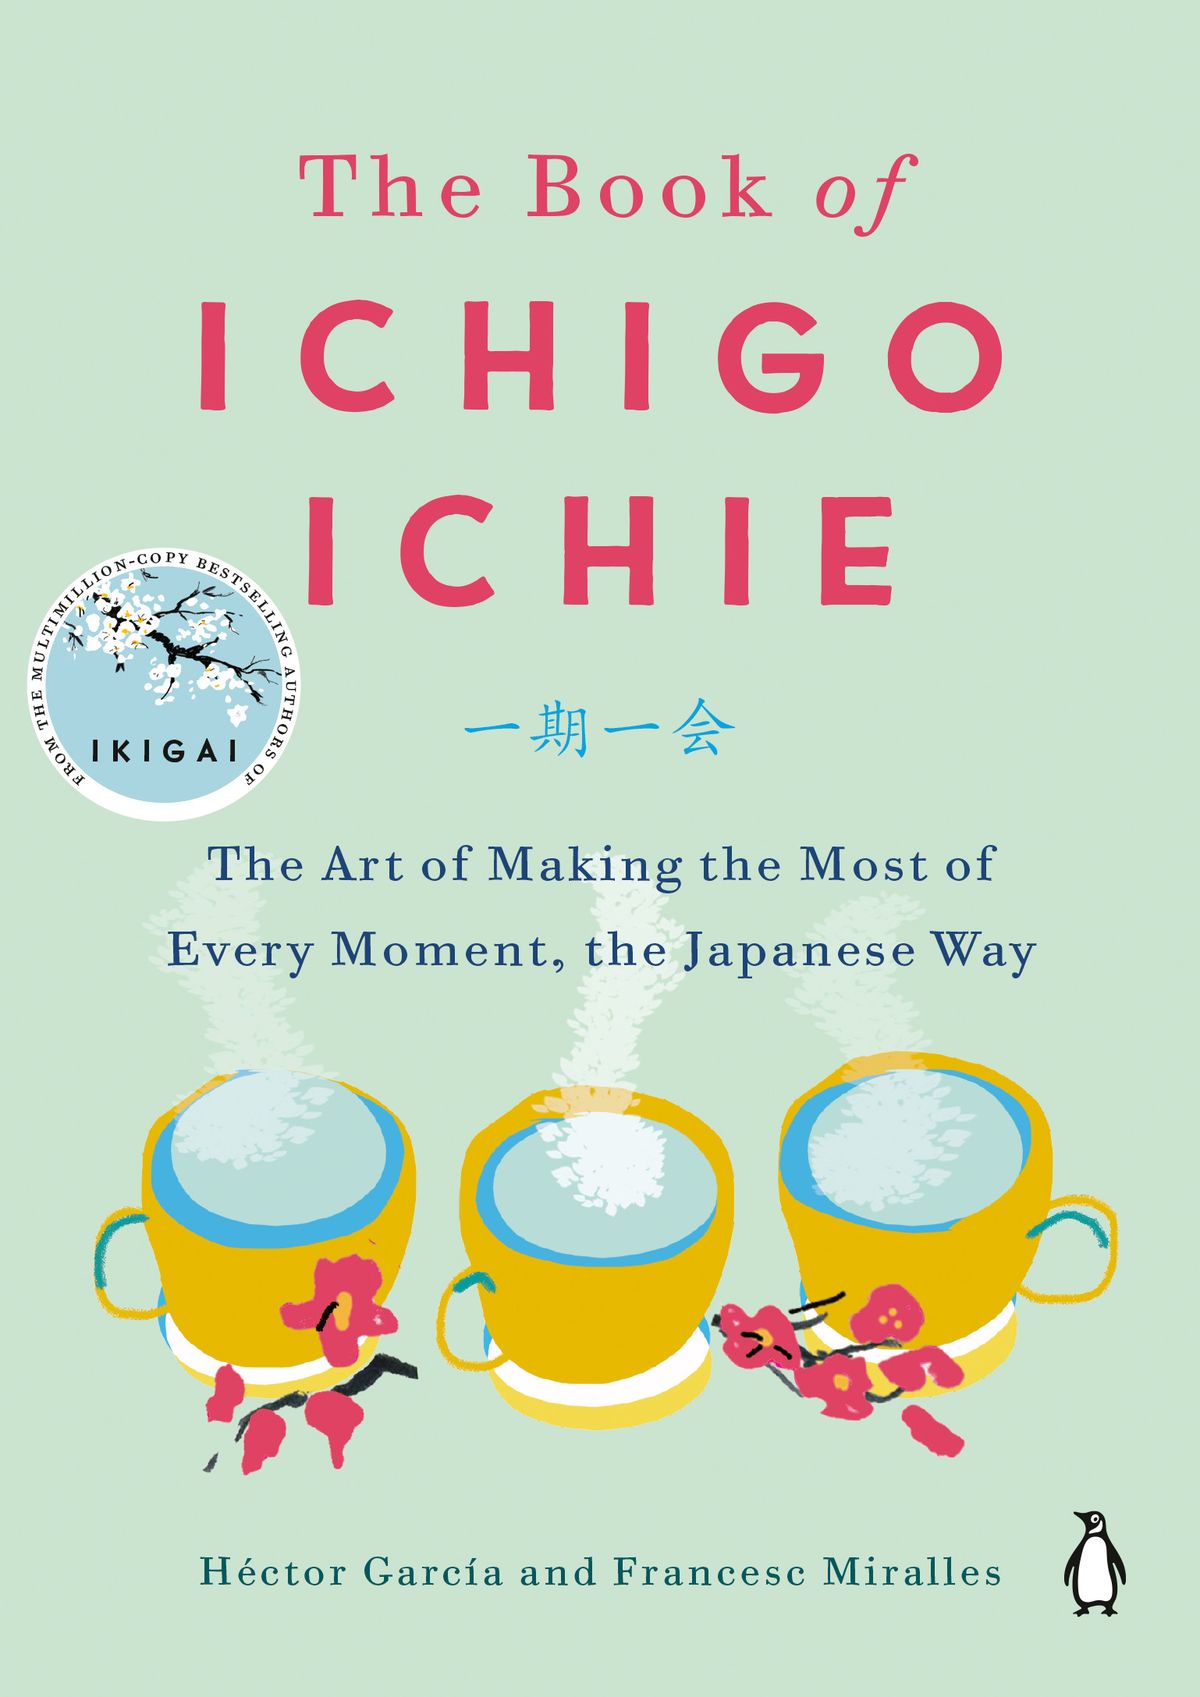 The Book of
ICHIGO
ICHIE
FROM THE MULTIMILLION-COPY BESTSELLING AUTHORS OF
IKIGAI
一期一会
The Art of Making the Most of
Every Moment, the Japanese Way
Héctor García and Francesc Miralles